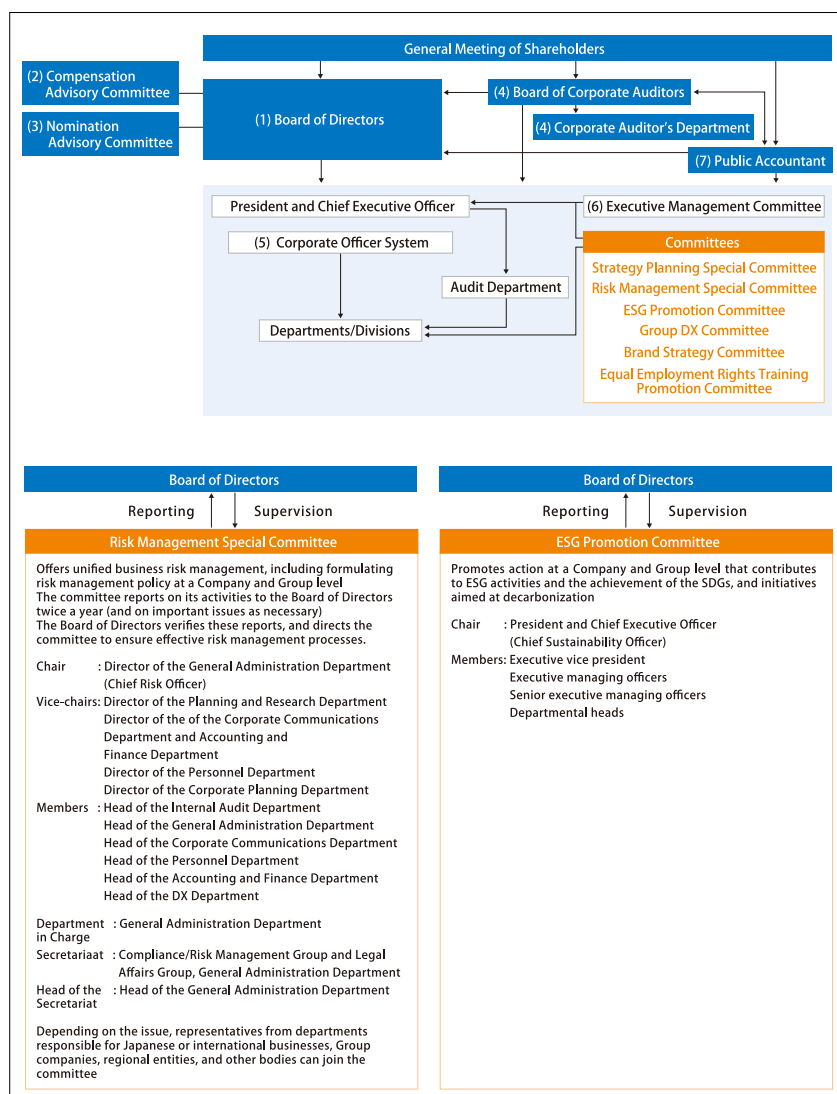 General Meeting of Shareholders
(2) Compensation
Advisory Committee
(3) Nomination
Advisory Committee
(1) Board of Directors
(4) Board of Corporate Auditors
(4) Corporate Auditor's Department
(7) Public Accountant
President and Chief Executive Officer
(6) Executive Management Committee
(5) Corporate Officer System
Audit Department
Departments/Divisions
Committees
Strategy Planning Special Committee
Risk Management Special Committee
ESG Promotion Committee
Group DX Committee
Brand Strategy Committee
Equal Employment Rights Training
Promotion Committee
Board of Directors
Reporting Supervision
Risk Management Special Committee
Offers unified business risk management, including formulating
risk management policy at a Company and Group level
The committee reports on its activities to the Board of Directors
twice a year (and on important issues as necessary)
The Board of Directors verifies these reports, and directs the
committee to ensure effective risk management processes.
Chair : Director of the General Administration Department
(Chief Risk Officer)
Vice-chairs: Director of the Planning and Research Department
Director of the of the Corporate Communications
Department and Accounting and
Finance Department
Director of the Personnel Department
Director of the Corporate Planning Department
Members : Head of the Internal Audit Department
Head of the General Administration Department
Head of the Corporate Communications Department
Head of the Personnel Department
Head of the Accounting and Finance Department
Head of the DX Department
Department : General Administration Department
in Charge
Secretariaat : Compliance/Risk Management Group and Legal
Affairs Group, General Administration Department
Head of the : Head of the General Administration Department
Secretariat
Depending on the issue, representatives from departments
responsible for Japanese or international businesses, Group
companies, regional entities, and other bodies can join the
committee
Board of Directors
Reporting Supervision
ESG Promotion Committee
Promotes action at a Company and Group level that contributes
to ESG activities and the achievement of the SDGs, and initiatives
aimed at decarbonization
Chair : President and Chief Executive Officer
(Chief Sustainability Officer)
Members: Executive vice president
Executive managing officers
Senior executive managing officers
Departmental heads